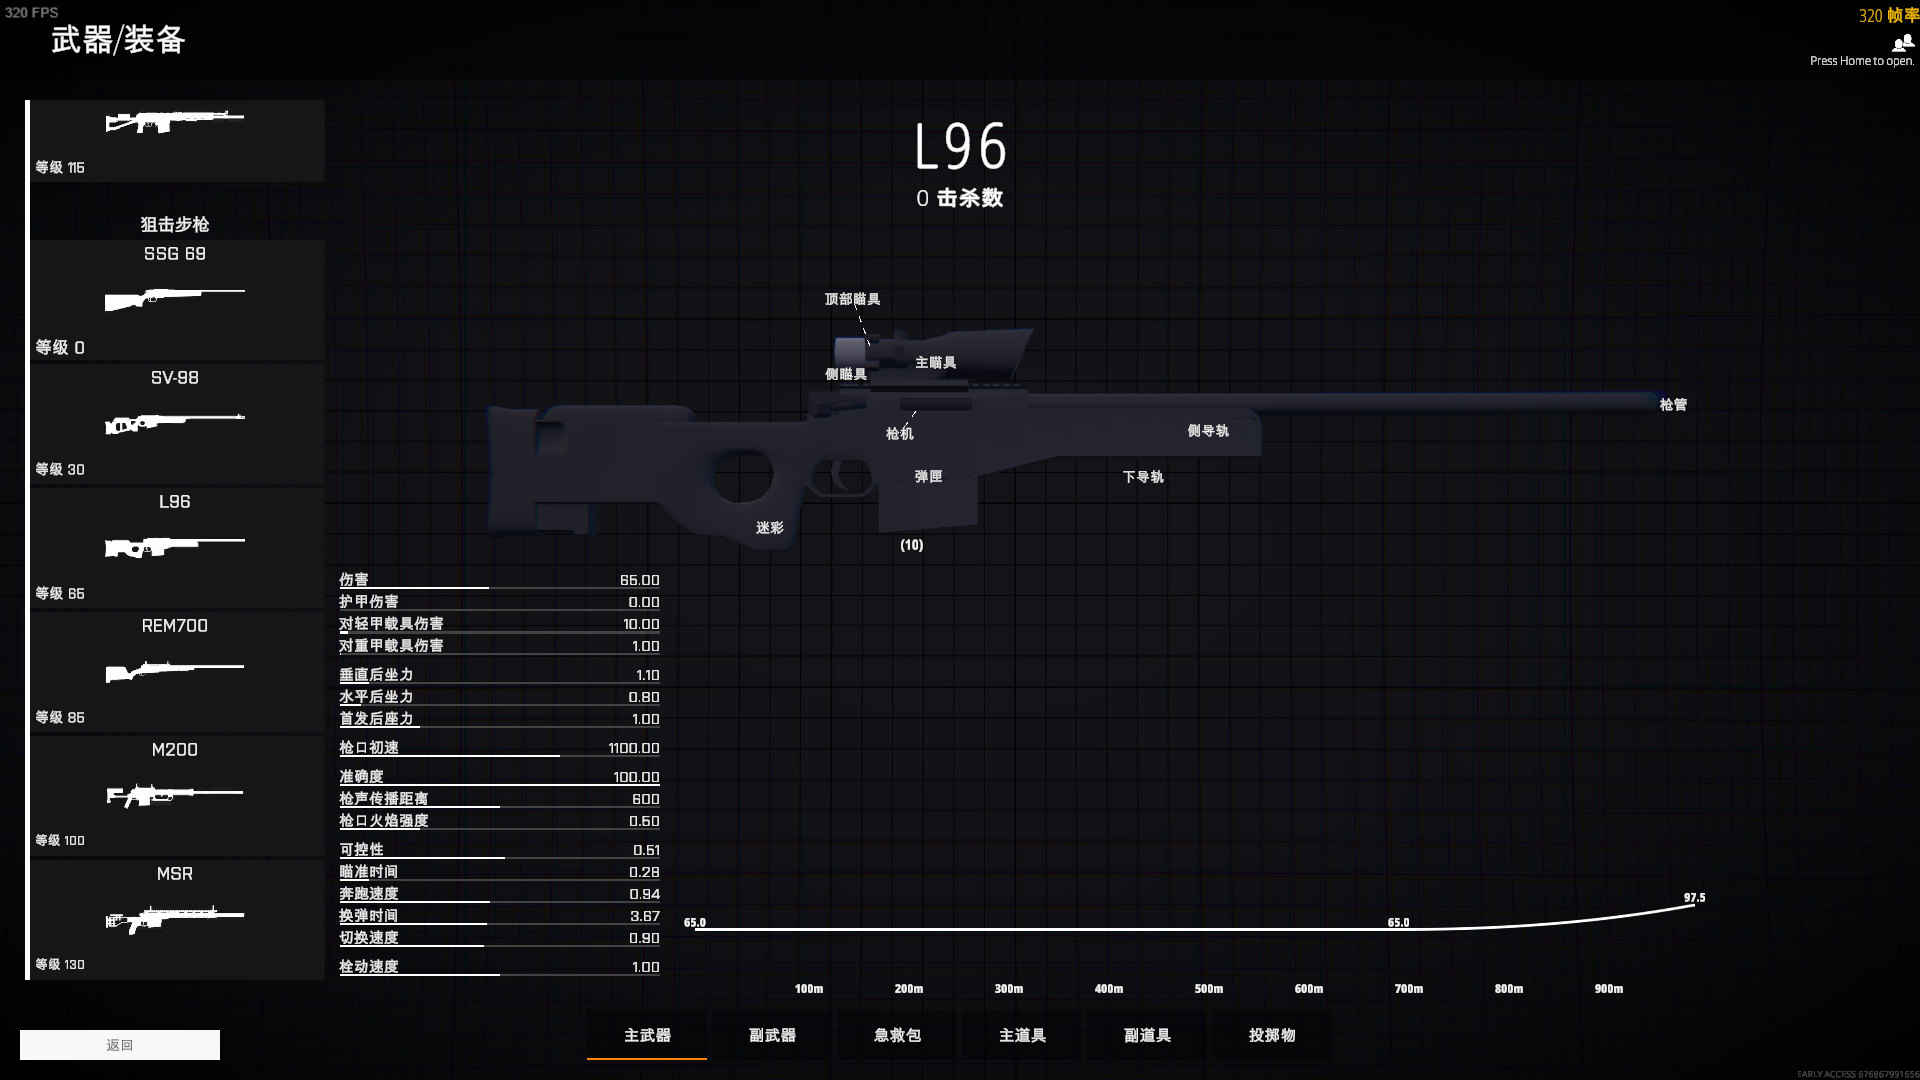 320 FPS
武器/装备
320 帧率
Press Home to open.
等级 115
狙击步枪
SSG 69
等级 0
SV-98
等级 30
L96
等级 65
REM700
等级 85
M200
等级 100
MSR
等级 130
返回
L96
0 击杀数
顶部瞄具
主瞄具
侧瞄具
枪管
枪机
侧导轨
弹匣
下导轨
迷彩
(10)
伤害 65.00
护甲伤害 0.00
对轻甲载具伤害 10.00
对重甲载具伤害 1.00
垂直后坐力 1.10
水平后坐力 0.80
首发后座力 1.00
枪口初速 1100.00
准确度 100.00
枪声传播距离 600
枪口火焰强度 0.50
可控性 0.51
瞄准时间 0.28
奔跑速度 0.94
换弹时间 3.67
切换速度 0.90
栓动速度 1.00
65.0
65.0
97.5
100m 200m 300m 400m 500m 600m 700m 800m 900m
主武器 副武器 急救包 主道具 副道具 投掷物
EARLY ACCESS 676867991656